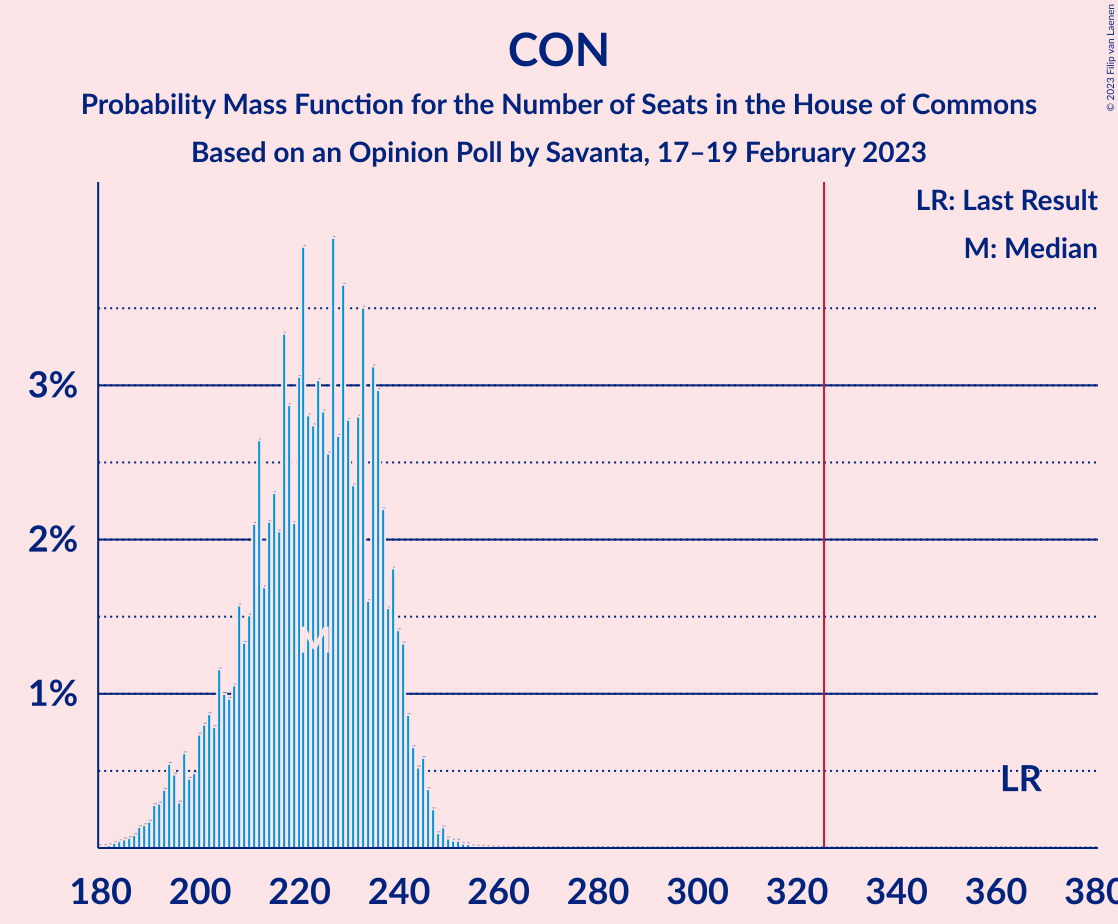 CON
Probability Mass Function for the Number of Seats in the House of Commons
Based on an Opinion Poll by Savanta, 17–19 February 2023
© 2023 Filip van Laenen
LR: Last Result
M: Median
3%
2%
M
1%
LR
180 200 220 240 260 280 300 320 340 360 380